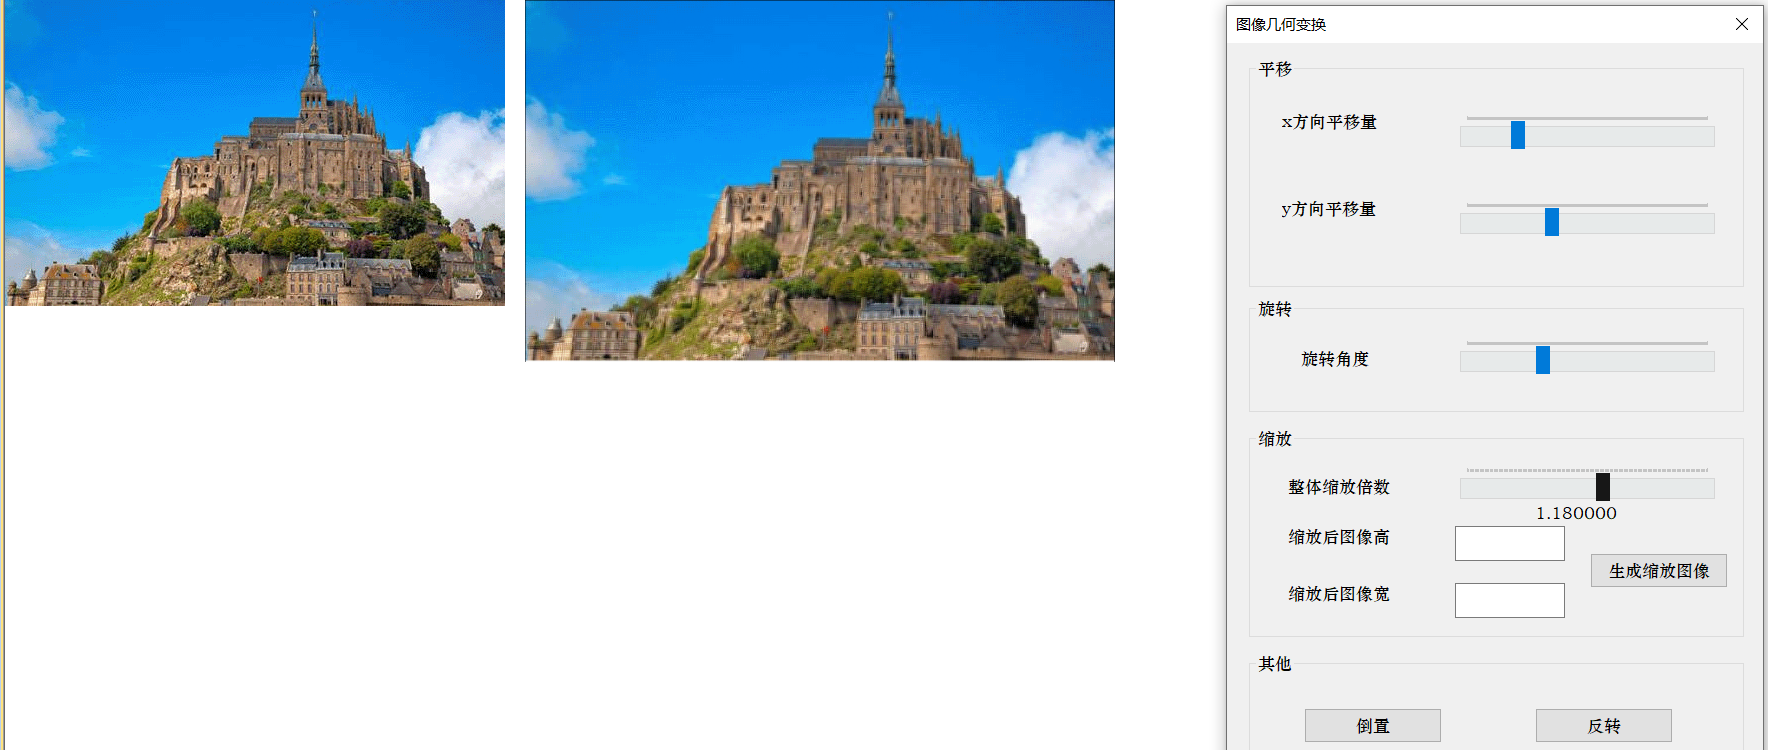 图像几何变换
平移
x方向平移量
y方向平移量
旋转
旋转角度
缩放
整体缩放倍数
1.180000
缩放后图像高
生成缩放图像
缩放后图像宽
其他
倒置
反转